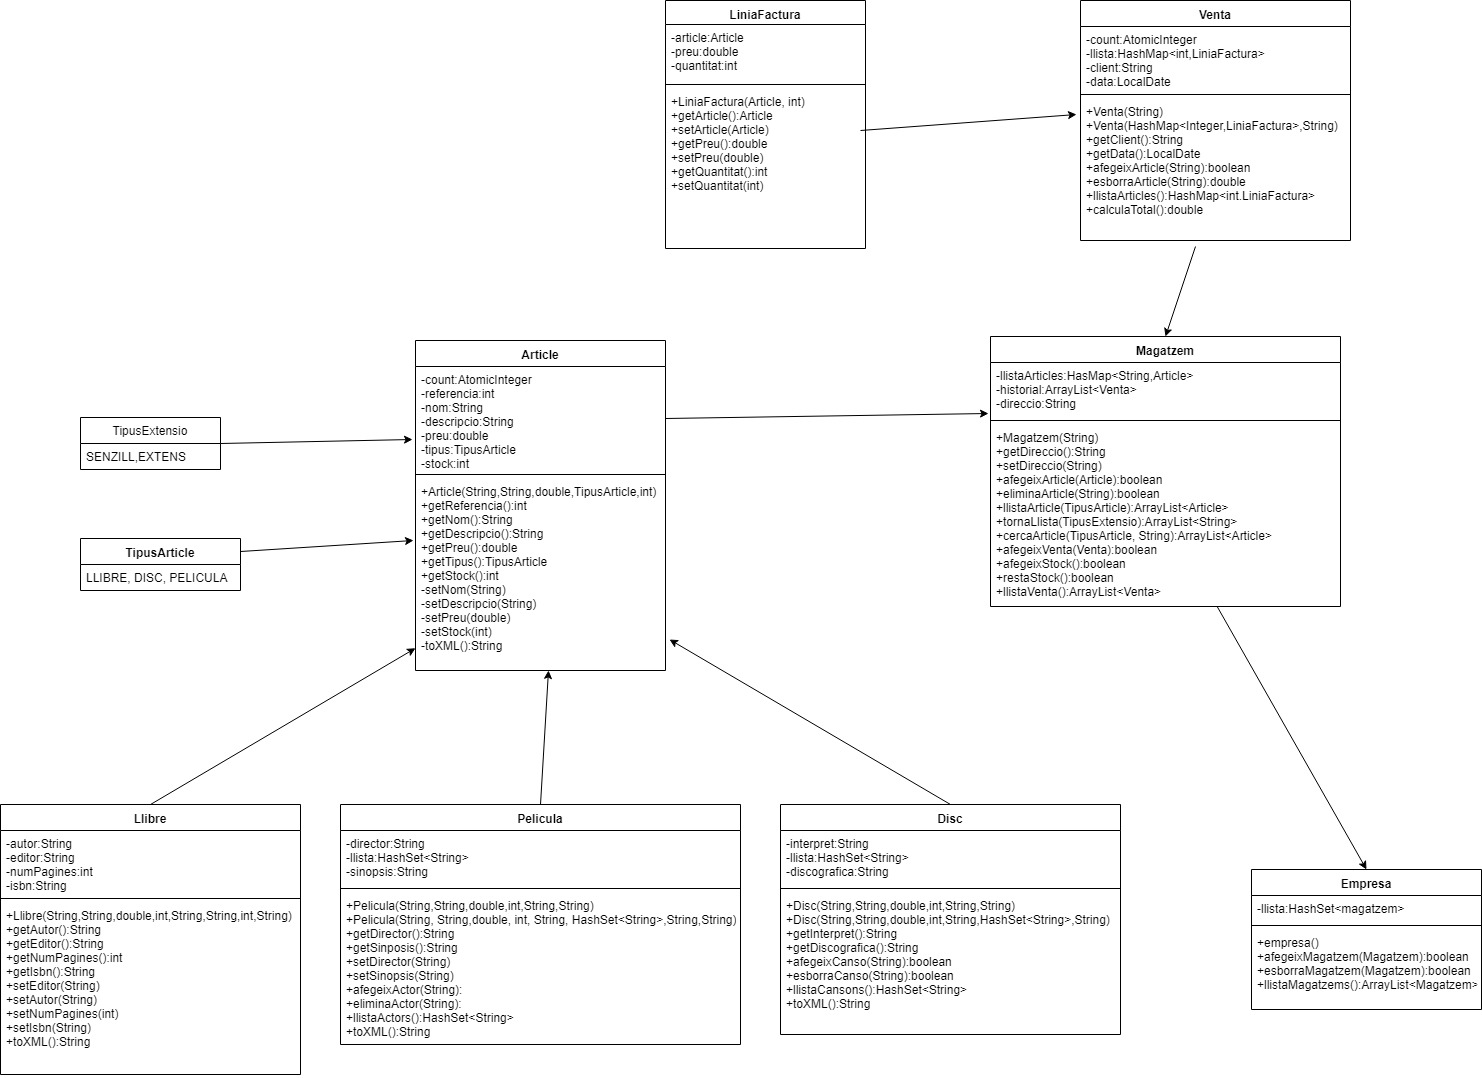 LiniaFactura
-article:Article
-preu:double
-quantitat:int
+LiniaFactura(Article, int)
+getArticle():Article
+setArticle(Article)
+getPreu():double
+setPreu(double)
+getQuantitat():int
+setQuantitat(int)
Venta
-count:AtomicInteger
-llista:HashMap<int,LiniaFactura>
-client:String
-data:LocalDate
+Venta(String)
+Venta(HashMap<Integer,LiniaFactura>,String)
+getClient():String
+getData():LocalDate
+afegeixArticle(String):boolean
+esborraArticle(String):double
+llistaArticles():HashMap<int.LiniaFactura>
+calculaTotal():double
TipusExtensio
SENZILL,EXTENS
TipusArticle
LLIBRE, DISC, PELICULA
Article
-count:AtomicInteger
-referencia:int
-nom:String
-descripcio:String
-preu:double
-tipus:TipusArticle
-stock:int
+Article(String,String,double,TipusArticle,int)
+getReferencia():int
+getNom():String
+getDescripcio():String
+getPreu():double
+getTipus():TipusArticle
+getStock():int
-setNom(String)
-setDescripcio(String)
-setPreu(double)
-setStock(int)
-toXML():String
Magatzem
-llistaArticles:HasMap<String,Article>
-historial:ArrayList<Venta>
-direccio:String
+Magatzem(String)
+getDireccio():String
+setDireccio(String)
+afegeixArticle(Article):boolean
+eliminaArticle(String):boolean
+llistaArticle(TipusArticle):ArrayList<Article>
+tornaLlista(TipusExtensio):ArrayList<String>
+cercaArticle(TipusArticle, String):ArrayList<Article>
+afegeixVenta(Venta):boolean
+afegeixStock():boolean
+restaStock():boolean
+llistaVenta():ArrayList<Venta>
Llibre
-autor:String
-editor:String
-numPagines:int
-isbn:String
+Llibre(String,String,double,int,String,String,int,String)
+getAutor():String
+getEditor():String
+getNumPagines():int
+getIsbn():String
+setEditor(String)
+setAutor(String)
+setNumPagines(int)
+setIsbn(String)
+toXML():String
Pelicula
-director:String
-llista:HashSet<String>
-sinopsis:String
+Pelicula(String,String,double,int,String,String)
+Pelicula(String, String,double, int, String, HashSet<String>,String,String)
+getDirector():String
+getSinposis():String
+setDirector(String)
+setSinopsis(String)
+afegeixActor(String):
+eliminaActor(String):
+llistaActors():HashSet<String>
+toXML():String
Disc
-interpret:String
-llista:HashSet<String>
-discografica:String
+Disc(String,String,double,int,String,String)
+Disc(String,String,double,int,String,HashSet<String>,String)
+getInterpret():String
+getDiscografica():String
+afegeixCanso(String):boolean
+esborraCanso(String):boolean
+llistaCansons():HashSet<String>
+toXML():String
Empresa
-llista:HashSet<magatzem>
+empresa()
+afegeixMagatzem(Magatzem):boolean
+esborraMagatzem(Magatzem):boolean
+llistaMagatzems():ArrayList<Magatzem>